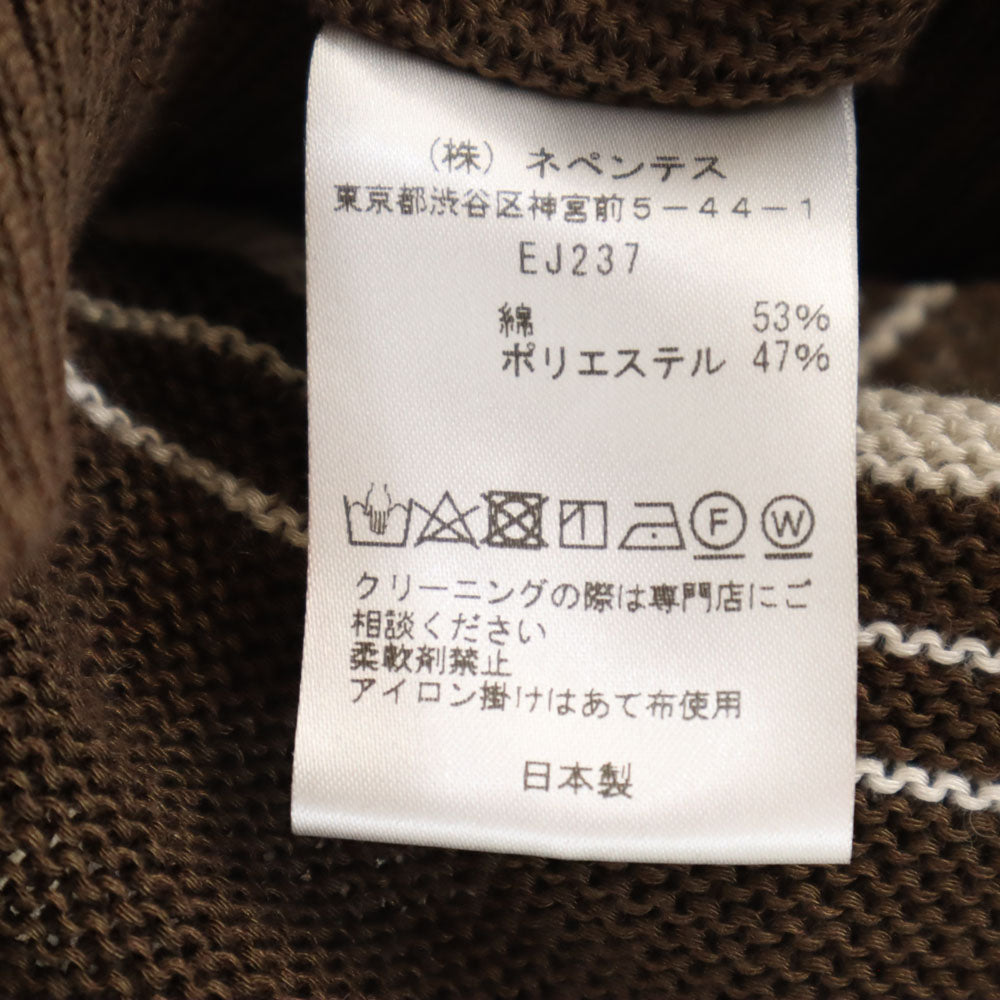 (株) ネペンテス
東京都渋谷区神宮前5-44-1
EJ237
綿 53%
ポリエステル 47%
F W
クリーニングの際は専門店にご
相談ください
柔軟剤禁止
アイロン掛けはあて布使用
日本製